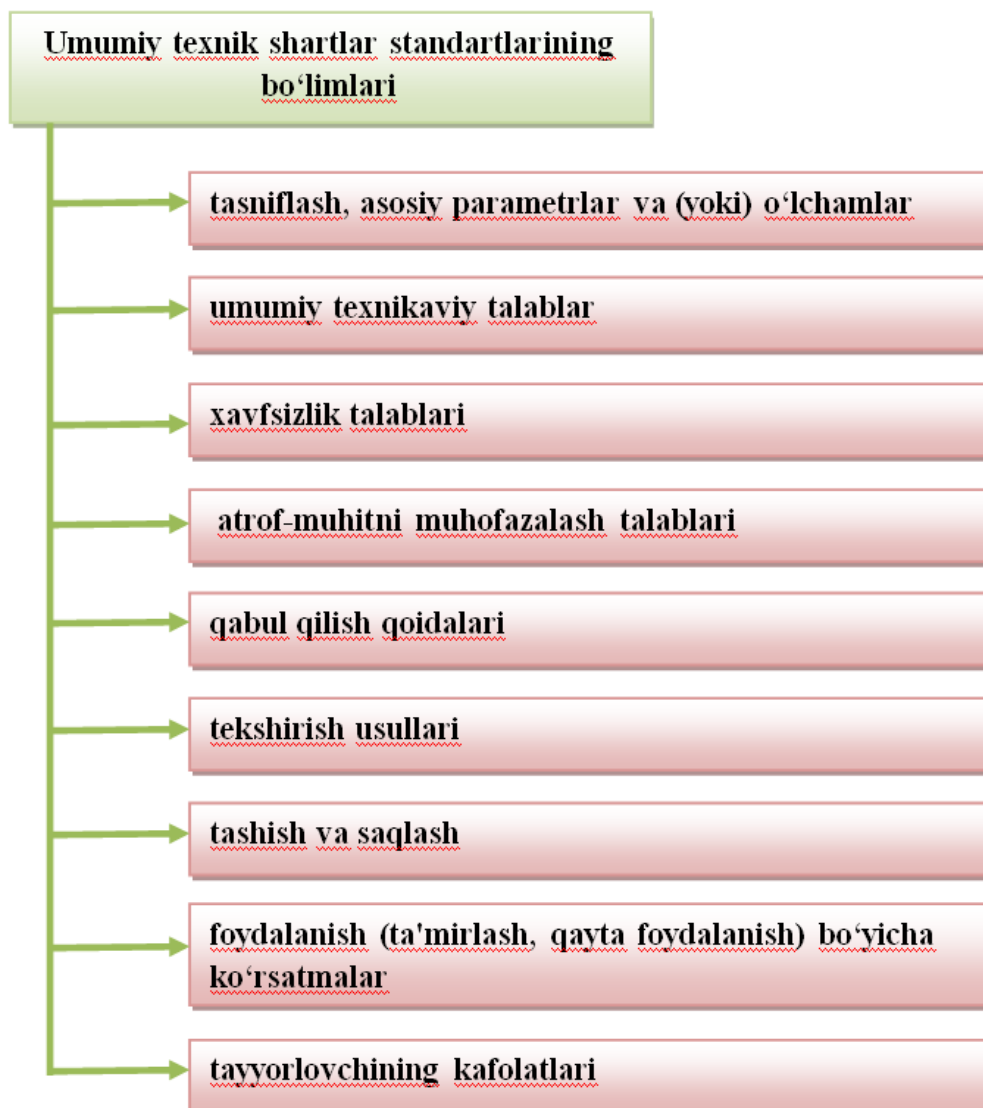 Umumiy texnik shartlar standartlarining
bo‘limlari
tasniflash, asosiy parametrlar va (yoki) o‘lchamlar
umumiy texnikaviy talablar
xavfsizlik talablari
atrof-muhitni muhofazalash talablari
qabul qilish qoidalari
tekshirish usullari
tashish va saqlash
foydalanish (ta'mirlash, qayta foydalanish) bo‘yicha
ko‘rsatmalar
tayyorlovchining kafolatlari